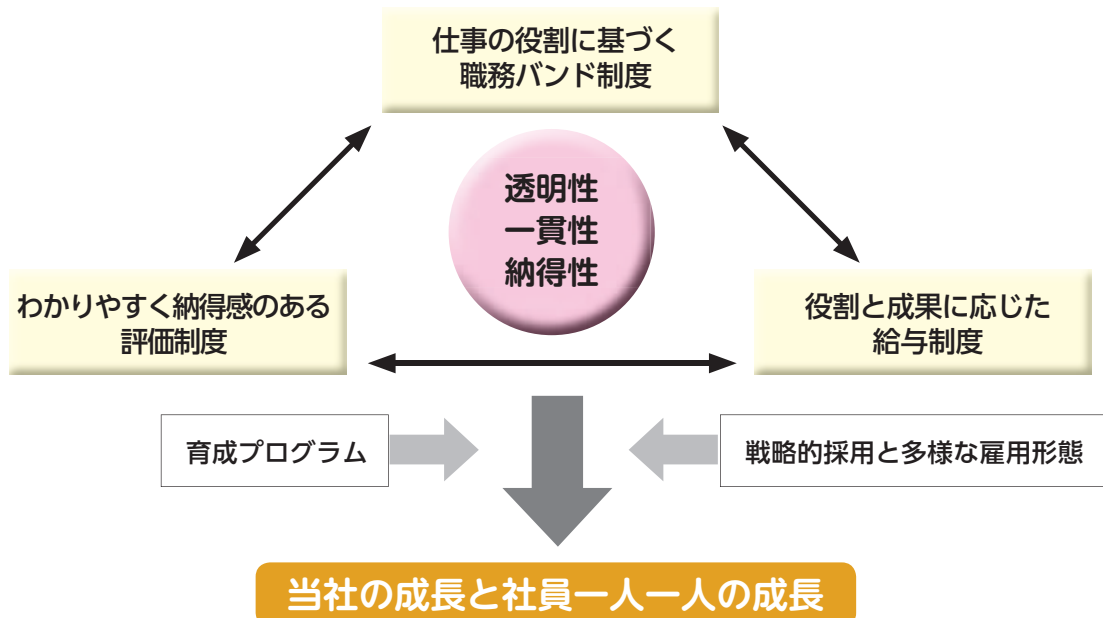 仕事の役割に基づく
職務バンド制度
透明性
一貫性
納得性
わかりやすく納得感のある
評価制度
役割と成果に応じた
給与制度
育成プログラム
戦略的採用と多様な雇用形態
当社の成長と社員一人一人の成長